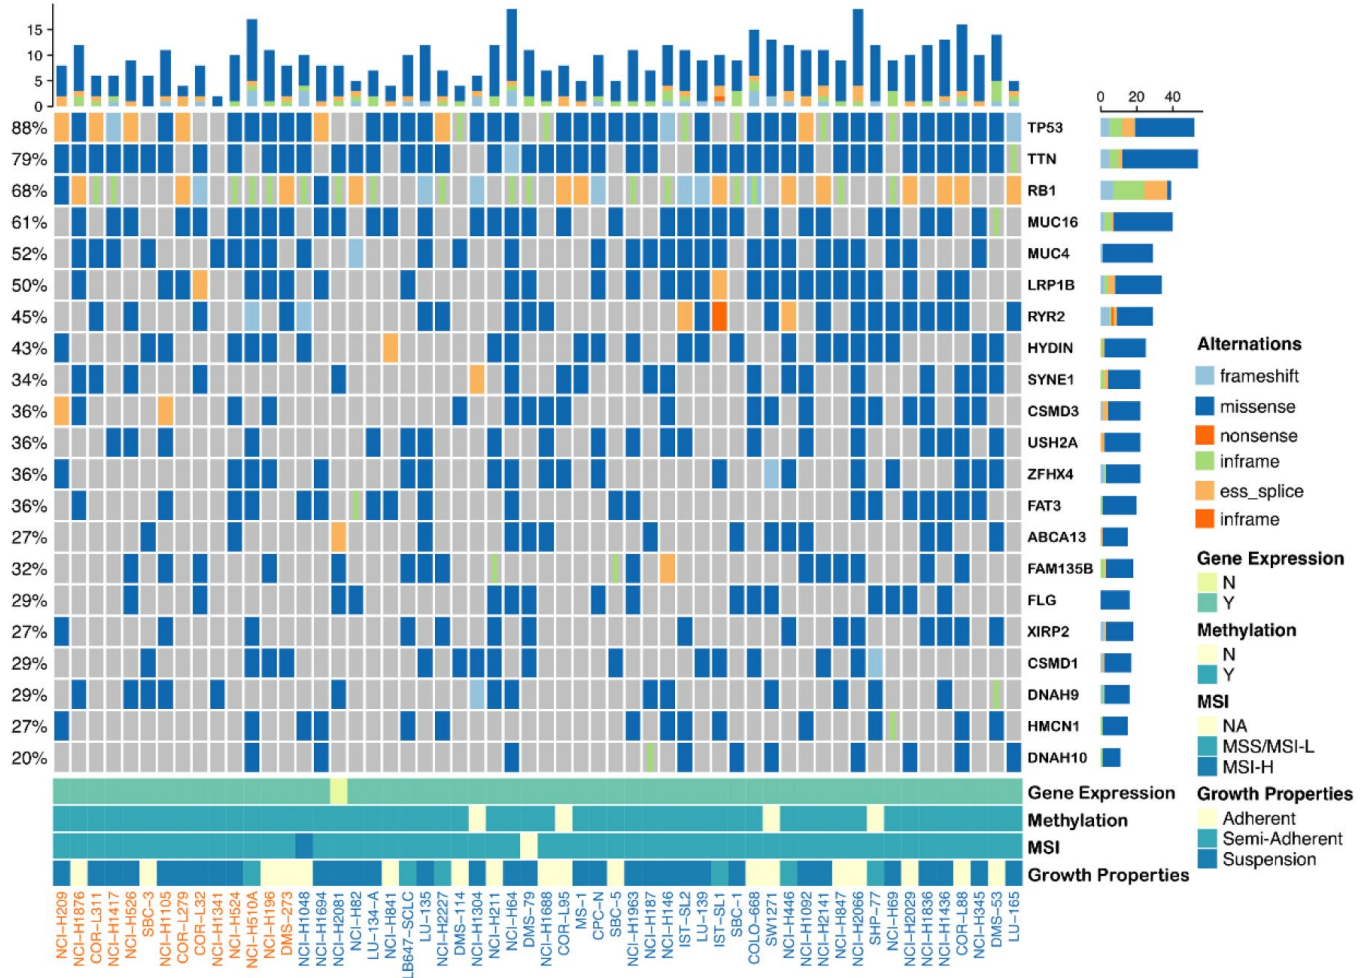 15
10
5
0
0 20 40
88% TP53
79% TTN
68% RB1
61% MUC16
52% MUC4
50% LRP1B
45% RYR2
43% HYDIN
34% SYNE1
36% CSMD3
36% USH2A
36% ZFHX4
36% FAT3
27% ABCA13
32% FAM135B
29% FLG
27% XIRP2
29% CSMD1
29% DNAH9
27% HMCN1
20% DNAH10
Gene Expression
Methylation
MSI
Growth Properties
Alternations
frameshift
missense
nonsense
inframe
ess_splice
inframe
Gene Expression
N
Y
Methylation
N
Y
MSI
NA
MSS/MSI-L
MSI-H
Growth Properties
Adherent
Semi-Adherent
Suspension
NCI-H209
NCI-H1876
COR-L311
NCI-H1417
NCI-H526
SBC-3
NCI-H1105
COR-L279
COR-L32
NCI-H1341
NCI-H524
NCI-H510A
NCI-H196
DMS-273
NCI-H1048
NCI-H1694
NCI-H2081
NCI-H82
LU-134-A
NCI-H841
LB647-SCLC
LU-135
NCI-H2227
DMS-114
NCI-H1304
NCI-H211
NCI-H64
DMS-79
NCI-H1688
COR-L95
MS-1
CPC-N
SBC-5
NCI-H1963
NCI-H187
NCI-H146
IST-SL2
LU-139
IST-SL1
SBC-1
COLO-668
SW1271
NCI-H446
NCI-H1092
NCI-H2141
NCI-H847
NCI-H2066
SHP-77
NCI-H69
NCI-H2029
NCI-H1836
NCI-H1436
COR-L88
NCI-H345
DMS-53
LU-165